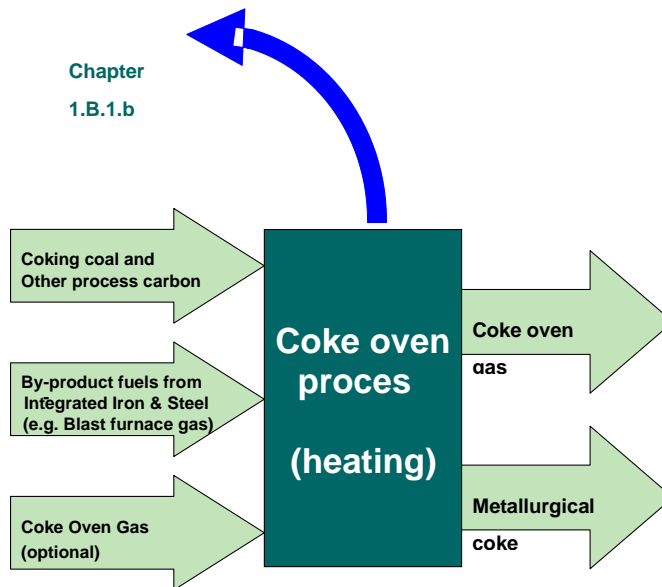 Chapter
1.B.1.b
Coking coal and
Other process carbon
By-product fuels from
Integrated Iron & Steel
(e.g. Blast furnace gas)
Coke Oven Gas
(optional)
Coke oven
proces
(heating)
Coke oven
gas
Metallurgical
coke